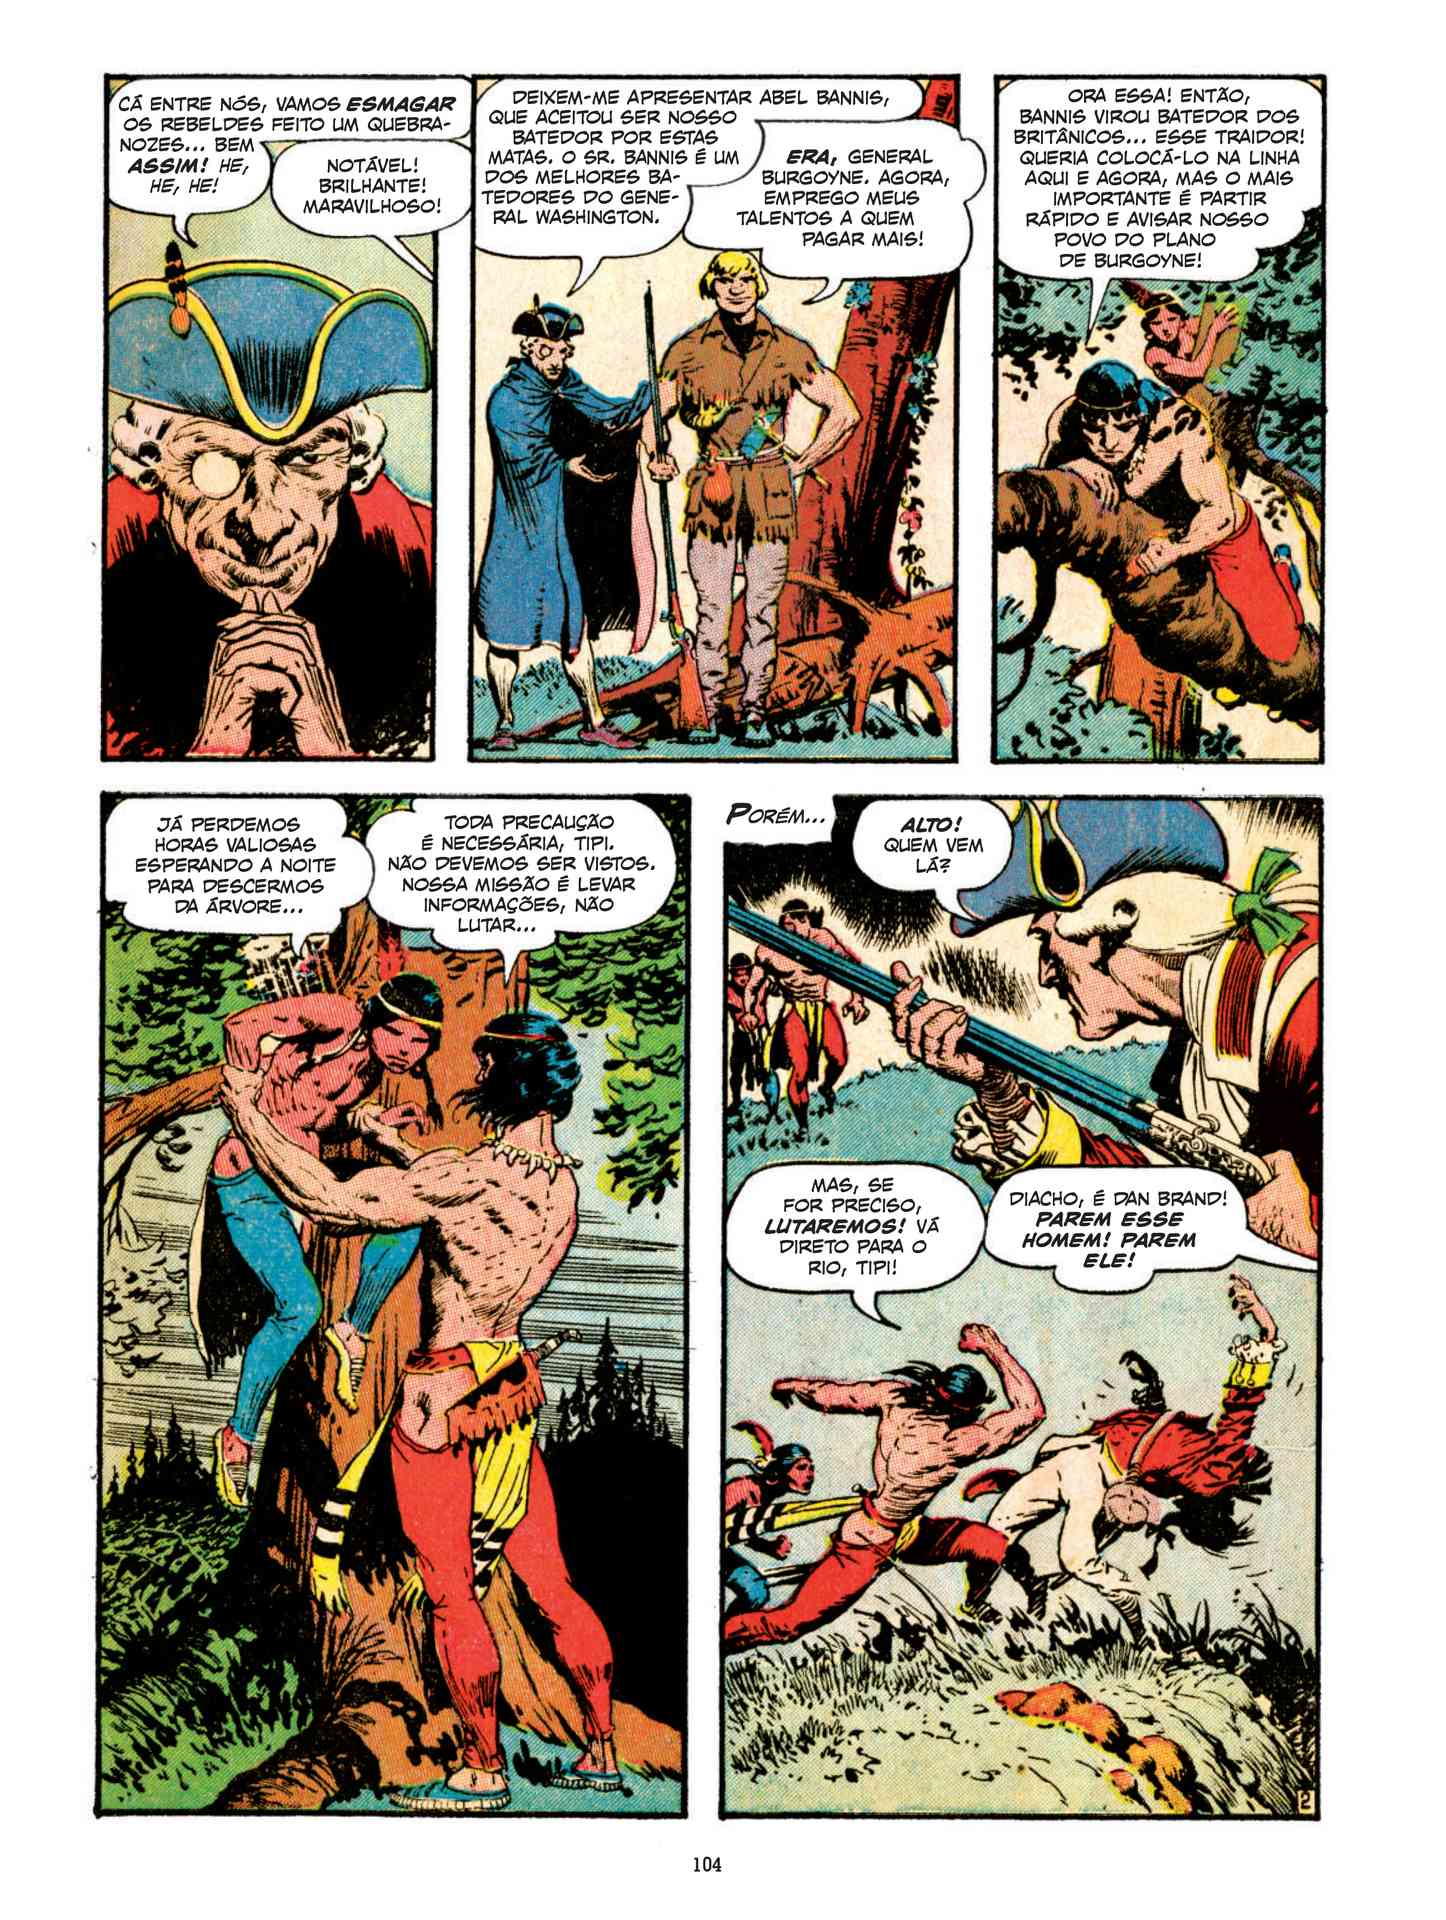 CÁ ENTRE NÓS, VAMOS ESMAGAR
OS REBELDES FEITO UM QUEBRA-
NOZES... BEM
ASSIM! HE,
HE, HE!
NOTÁVEL!
BRILHANTE!
MARAVILHOSO!
DEIXEM-ME APRESENTAR ABEL BANNIS,
QUE ACEITOU SER NOSSO
BATEDOR POR ESTAS
MATAS. O SR. BANNIS É UM
DOS MELHORES BA-
TEDORES DO GENE-
RAL WASHINGTON.
ERA, GENERAL
BURGOYNE. AGORA,
EMPREGO MEUS
TALENTOS A QUEM
PAGAR MAIS!
ORA ESSA! ENTÃO,
BANNIS VIROU BATEDOR DOS
BRITÂNICOS... ESSE TRAIDOR!
QUERIA COLOCÁ-LO NA LINHA
AQUI E AGORA, MAS O MAIS
IMPORTANTE É PARTIR
RÁPIDO E AVISAR NOSSO
POVO DO PLANO
DE BURGOYNE!
JÁ PERDEMOS
HORAS VALIOSAS
ESPERANDO A NOITE
PARA DESCERMOS
DA ÁRVORE...
TODA PRECAUÇÃO
É NECESSÁRIA, TIPI.
NÃO DEVEMOS SER VISTOS.
NOSSA MISSÃO É LEVAR
INFORMAÇÕES, NÃO
LUTAR...
PORÉM...
ALTO!
QUEM VEM
LÁ?
MAS, SE
FOR PRECISO,
LUTAREMOS! VÁ
DIRETO PARA O
RIO, TIPI!
DIACHO, É DAN BRAND!
PAREM ESSE
HOMEM! PAREM
ELE!
2
104